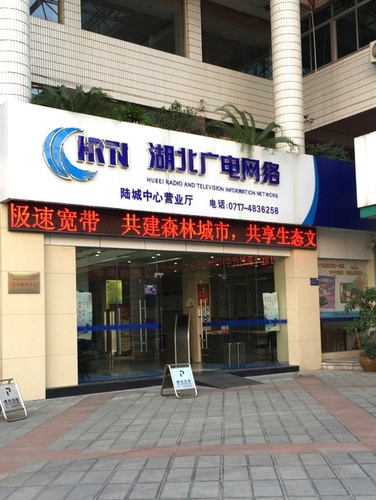 HRTN 湖北广电网络
HUBEI RADIO AND TELEVISION INFORMATION NETWORK
陆城中心营业厅 电话:0717-4836258
极速宽带 共建森林城市，共享生态文